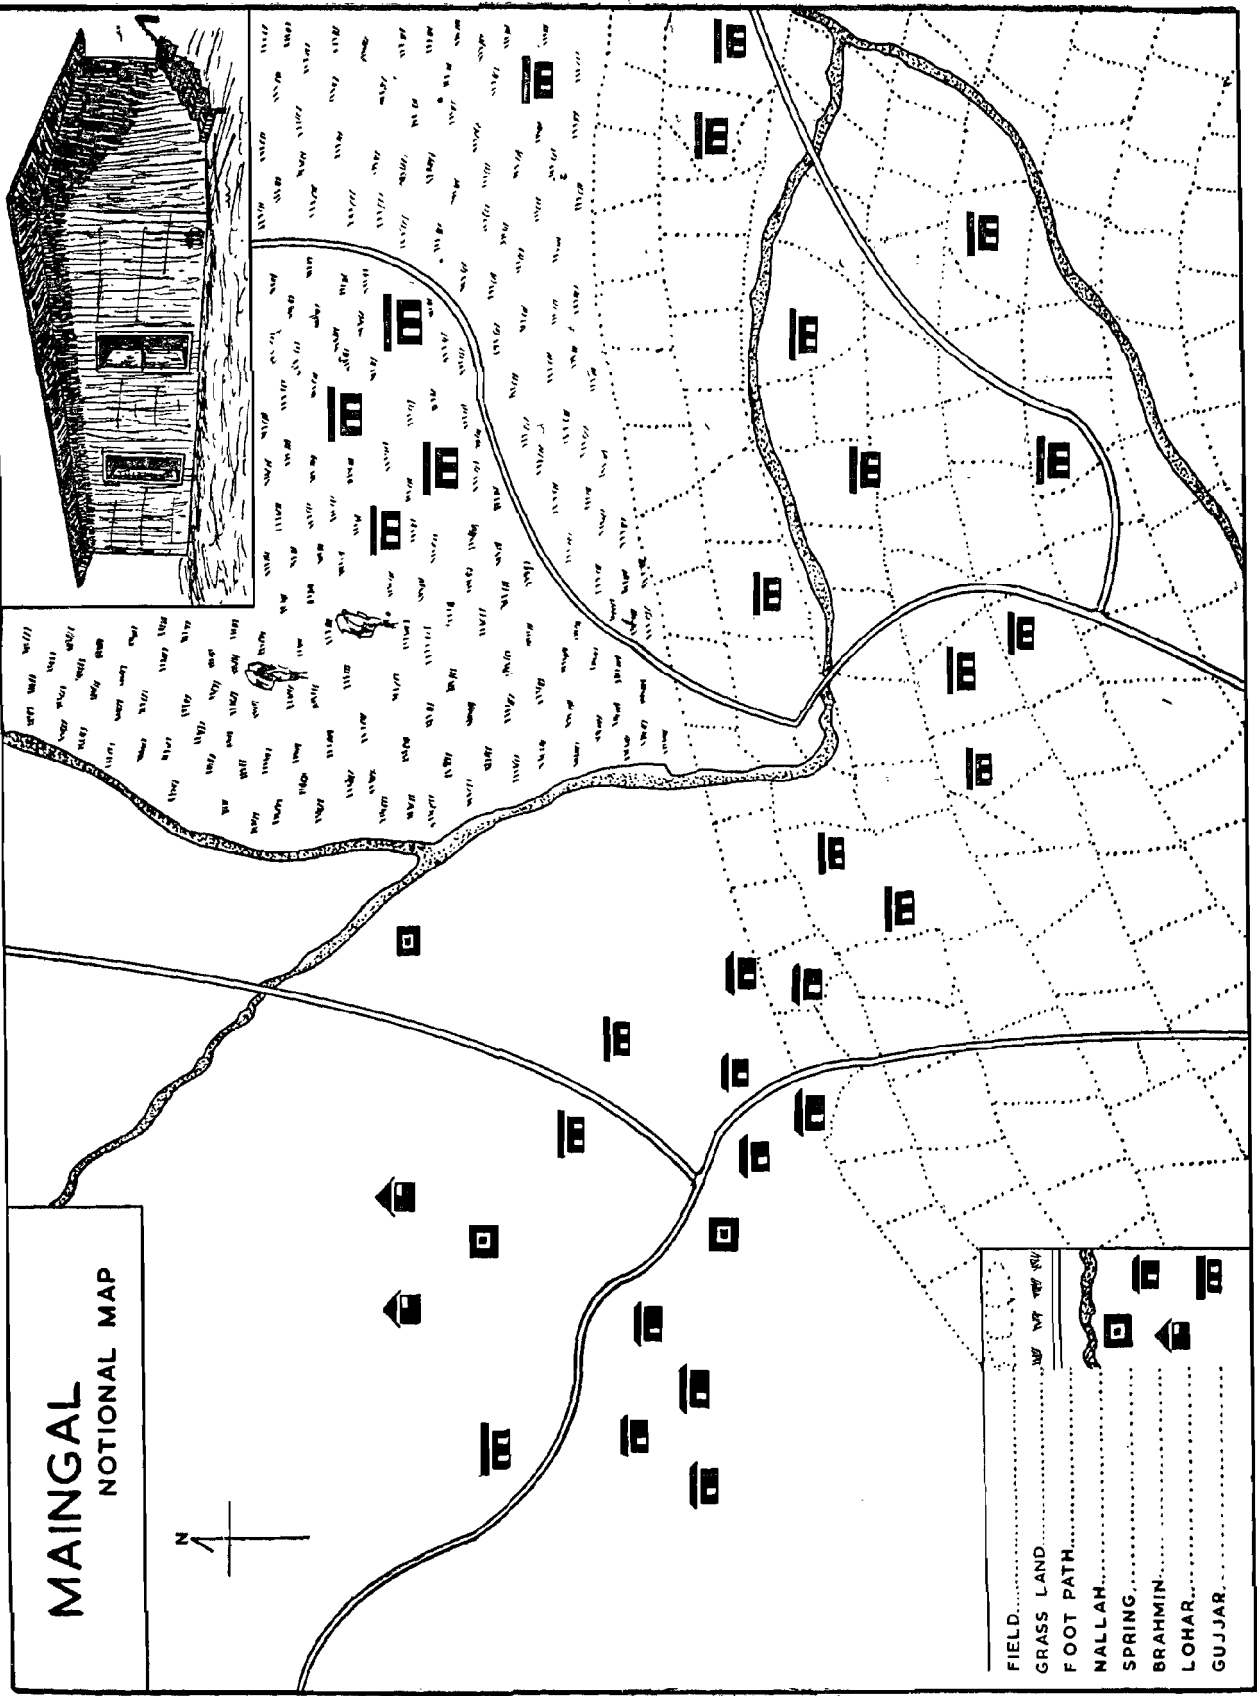 MAINGAL
NOTIONAL MAP
N
FIELD
GRASS LAND
FOOT PATH
NALLAH
SPRING
BRAHMIN
LOHAR
GUJJAR